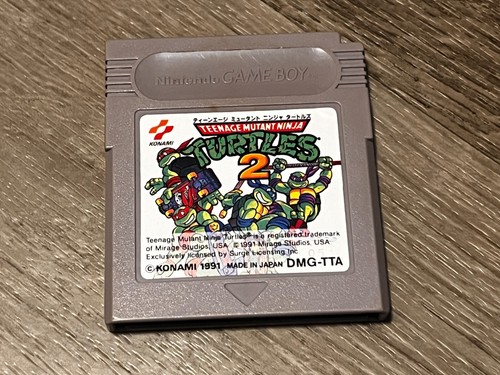 Nintendo GAME BOY
ティーンエージ ミュータント ニンジャ タートルズ
TEENAGE MUTANT NINJA
TURTLES
2
KONAMI
Teenage Mutant Ninja Turtles® is a registered trademark
of Mirage Studios, USA. © 1991 Mirage Studios, USA
Exclusively licensed by Surge Licensing Inc
© KONAMI 1991 MADE IN JAPAN DMG-TTA